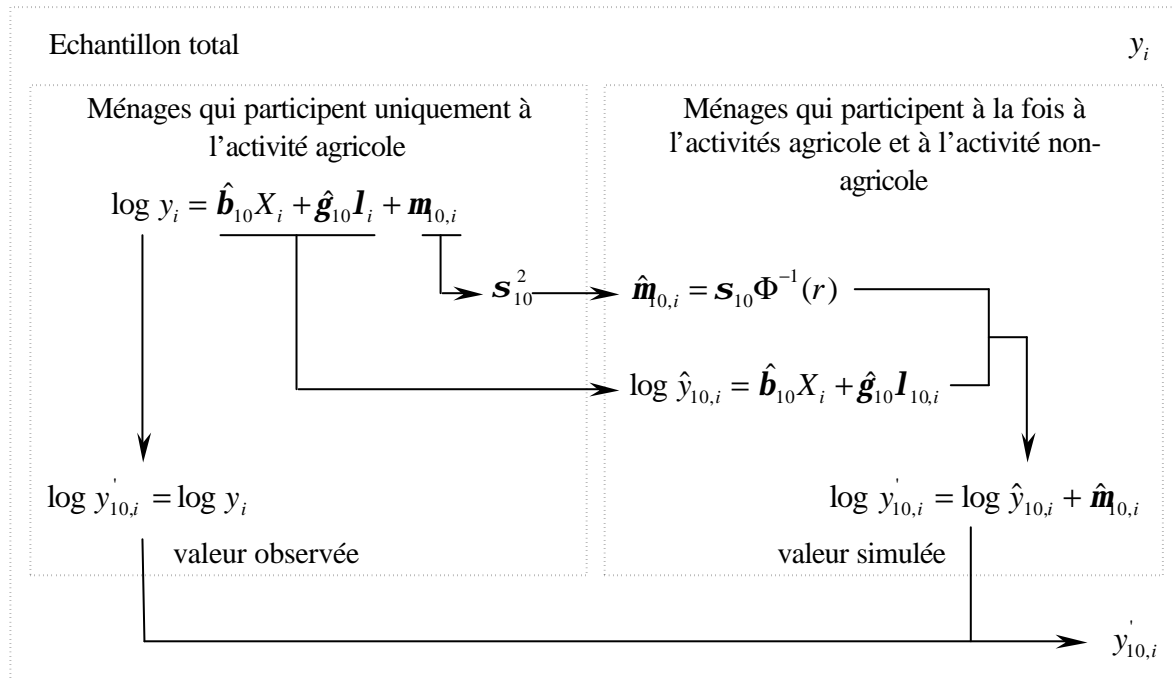 Echantillon total
y_i
Ménages qui participent uniquement à
l’activité agricole
log y_i = b̂_10 X_i + ĝ_10 l_i + m_10,i
Ménages qui participent à la fois à
l’activités agricole et à l’activité non-
agricole
s_10^2
m̂_10,i = s_10 Φ^−1(r)
log ŷ_10,i = b̂_10 X_i + ĝ_10 l_10,i
log y'_10,i = log y_i
valeur observée
log y'_10,i = log ŷ_10,i + m̂_10,i
valeur simulée
y'_10,i